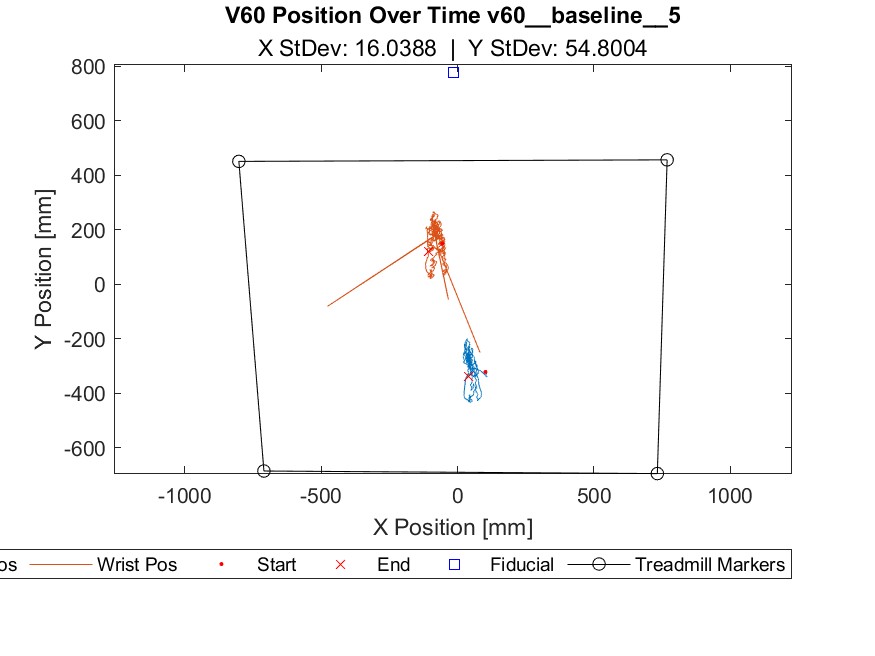 V60 Position Over Time v60__baseline__5
X StDev: 16.0388 | Y StDev: 54.8004
800
600
400
200
0
-200
-400
-600
Y Position [mm]
-1000 -500 0 500 1000
X Position [mm]
os Wrist Pos Start End Fiducial Treadmill Markers